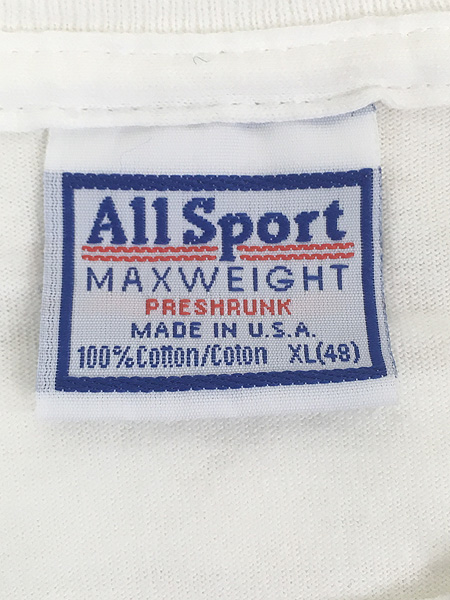 All Sport
MAXWEIGHT
PRESHRUNK
MADE IN U.S.A.
100% Cotton/Coton XL(48)